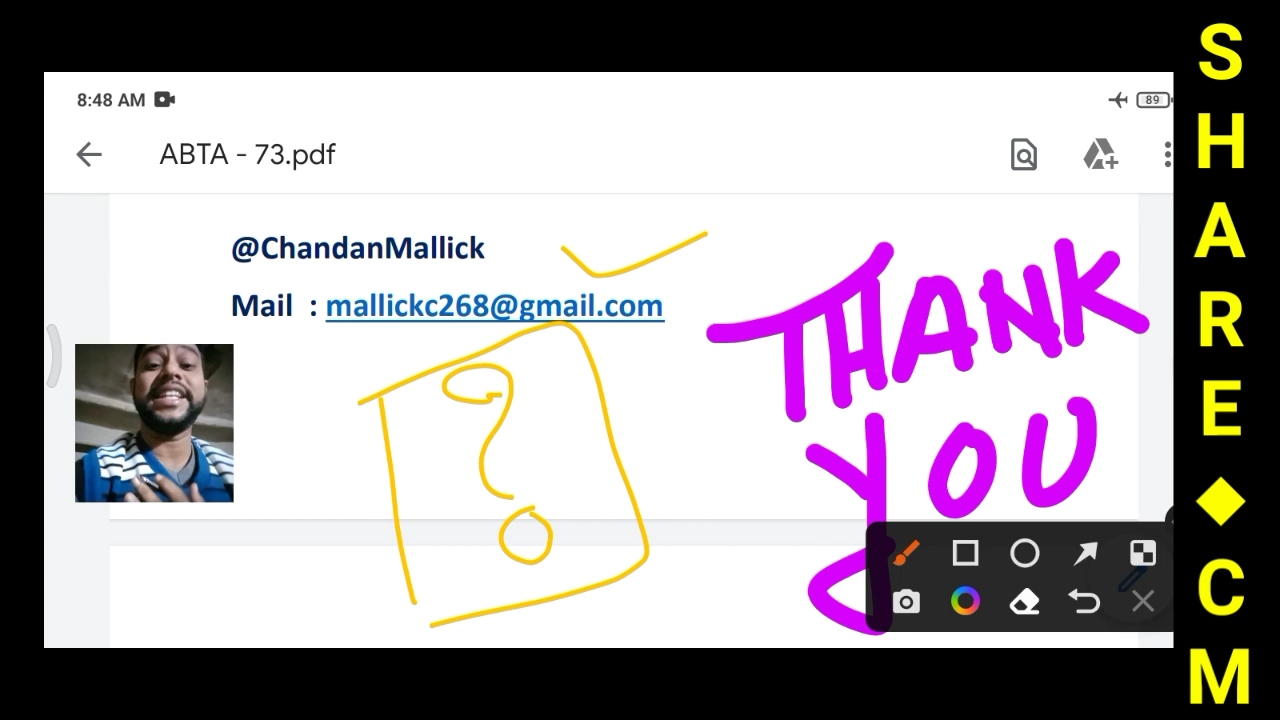 8:48 AM
89
ABTA - 73.pdf
@ChandanMallick
Mail : mallickc268@gmail.com
?
THANK
YOU
SHARE◆CM